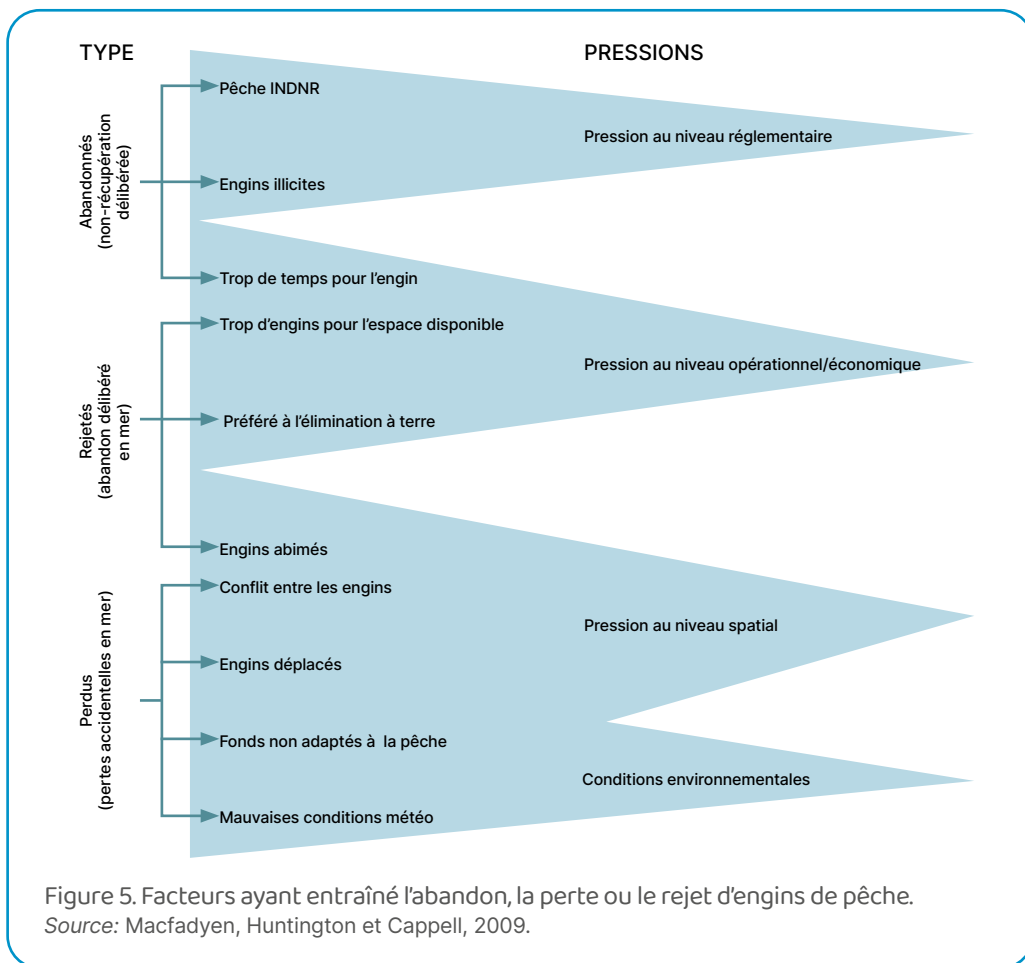 TYPE
PRESSIONS
Abandonnés
(non-récupération
délibérée)
Pêche INDNR
Engins illicites
Trop de temps pour l'engin
Pression au niveau réglementaire
Rejetés
(abandon délibéré
en mer)
Trop d'engins pour l'espace disponible
Préféré à l'élimination à terre
Engins abimés
Pression au niveau opérationnel/économique
Perdus
(pertes accidentelles en mer)
Conflit entre les engins
Engins déplacés
Fonds non adaptés à la pêche
Mauvaises conditions météo
Pression au niveau spatial
Conditions environnementales
Figure 5. Facteurs ayant entraîné l'abandon, la perte ou le rejet d'engins de pêche.
Source: Macfadyen, Huntington et Cappell, 2009.